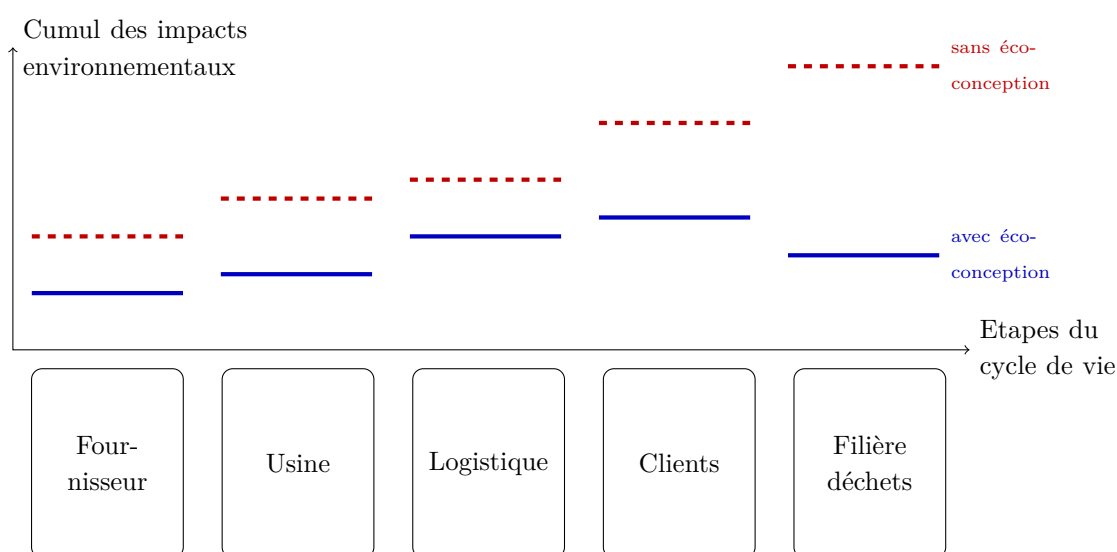 Cumul des impacts
environnementaux
sans éco-
conception
avec éco-
conception
Etapes du
cycle de vie
Four-
nisseur
Usine
Logistique
Clients
Filière
déchets